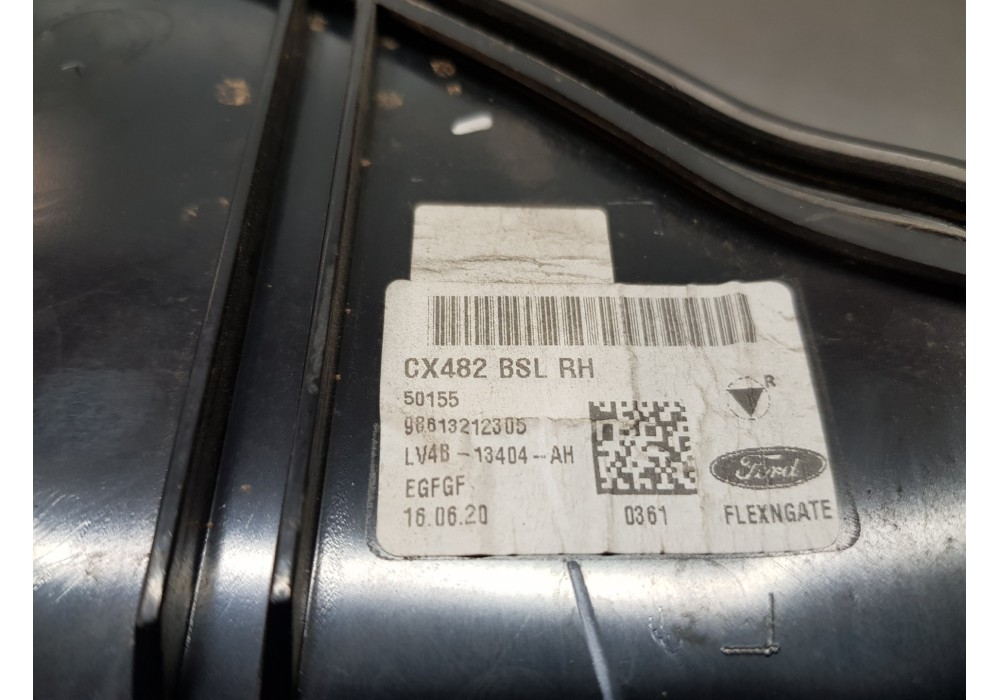 CX482 BSL RH
50155
98613212305
LV4B-13404-AH
EGFGF
16.06.20
0361
R
Ford
FLEXNGATE